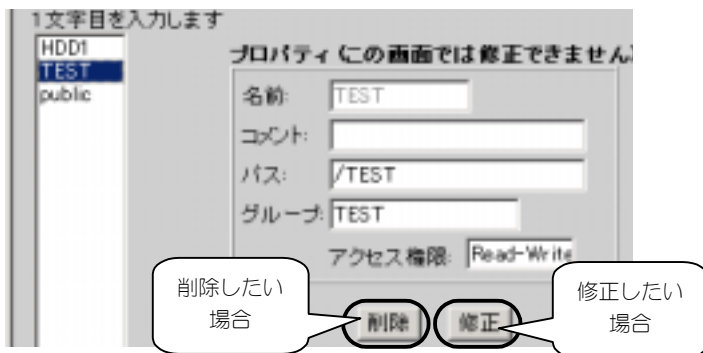 1文字目を入力します
HDD1
TEST
public
プロパティ (この画面では修正できません)
名前: TEST
コメント:
パス: /TEST
グループ: TEST
アクセス権限: Read-Write
削除したい
場合
削除
修正
修正したい
場合